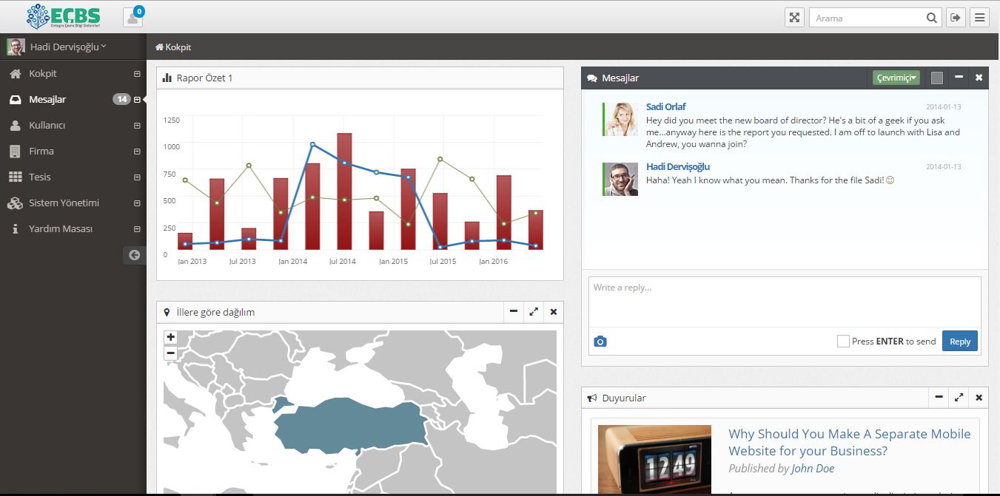 EÇBS
Entegre Çevre Bilgi Sistemleri
0
Arama
Hadi Dervişoğlu
Kokpit
Kokpit
Mesajlar 14
Kullanıcı
Firma
Tesis
Sistem Yönetimi
Yardım Masası
Rapor Özet 1
1250
1000
750
500
250
0
Jan 2013 Jul 2013 Jan 2014 Jul 2014 Jan 2015 Jul 2015 Jan 2016
İllere göre dağılım
+
−
Mesajlar Çevrimiçi
Sadi Orlaf 2014-01-13
Hey did you meet the new board of director? He's a bit of a geek if you ask
me...anyway here is the report you requested. I am off to launch with Lisa and
Andrew, you wanna join?
Hadi Dervişoğlu 2014-01-13
Haha! Yeah I know what you mean. Thanks for the file Sadi!
Write a reply...
Press ENTER to send Reply
Duyurular
12 49
Why Should You Make A Separate Mobile
Website for your Business?
Published by John Doe